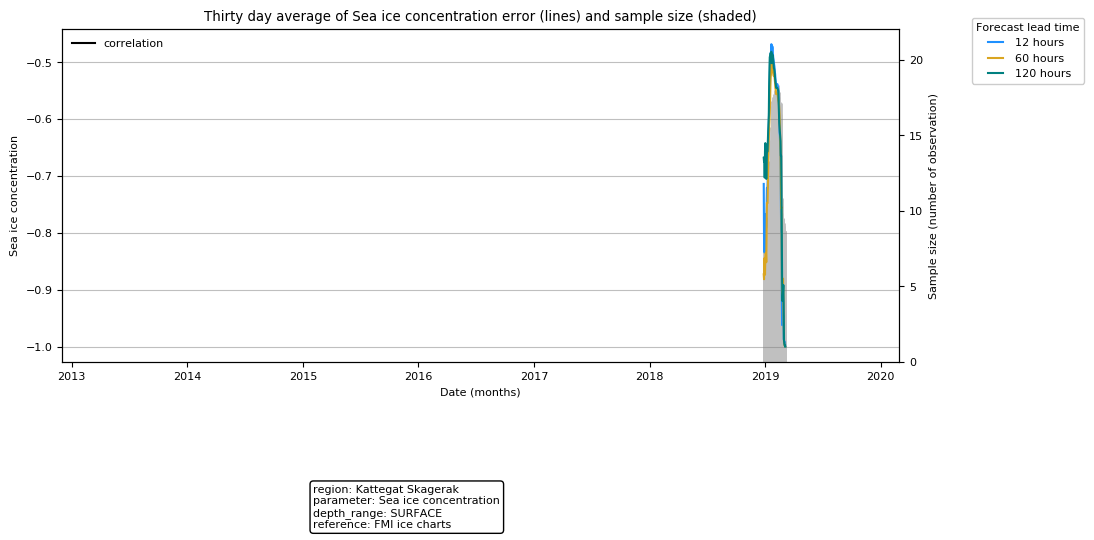 Thirty day average of Sea ice concentration error (lines) and sample size (shaded)
correlation
Forecast lead time
12 hours
60 hours
120 hours
Sea ice concentration
−0.5
−0.6
−0.7
−0.8
−0.9
−1.0
20
15
10
5
0
Sample size (number of observation)
2013
2014
2015
2016
2017
2018
2019
2020
Date (months)
region: Kattegat Skagerak
parameter: Sea ice concentration
depth_range: SURFACE
reference: FMI ice charts